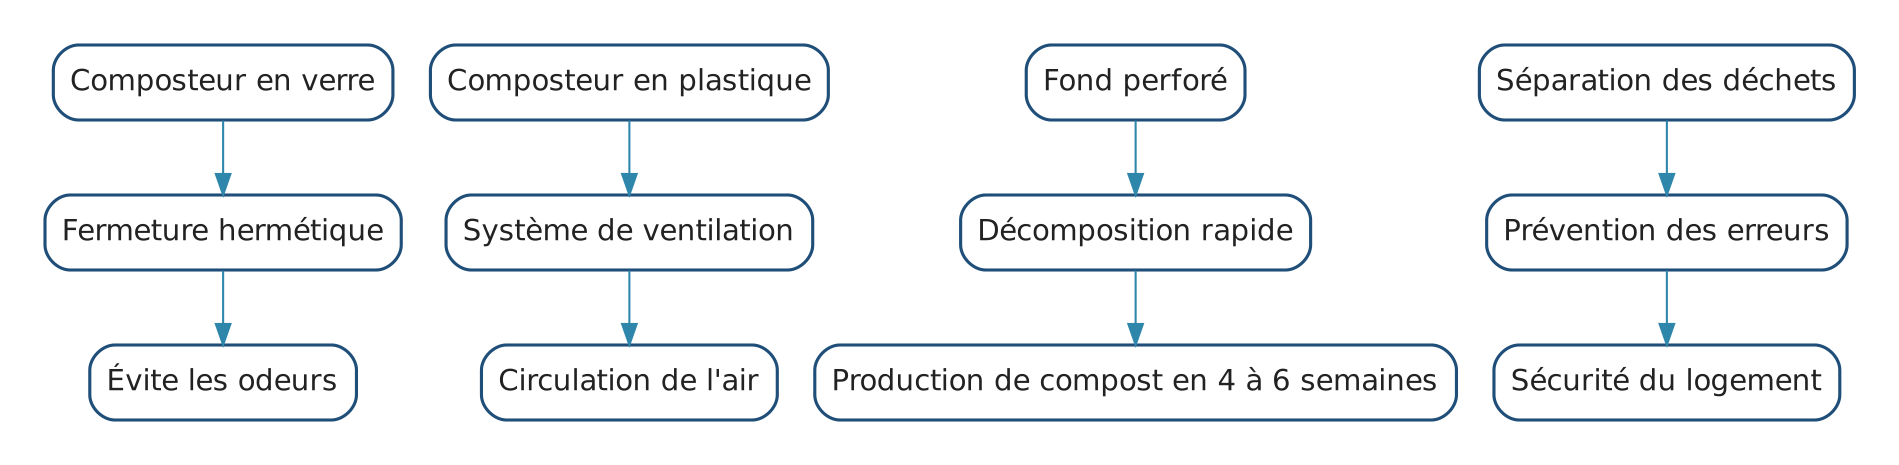 Composteur en verre
Composteur en plastique
Fond perforé
Séparation des déchets
Fermeture hermétique
Système de ventilation
Décomposition rapide
Prévention des erreurs
Évite les odeurs
Circulation de l'air
Production de compost en 4 à 6 semaines
Sécurité du logement